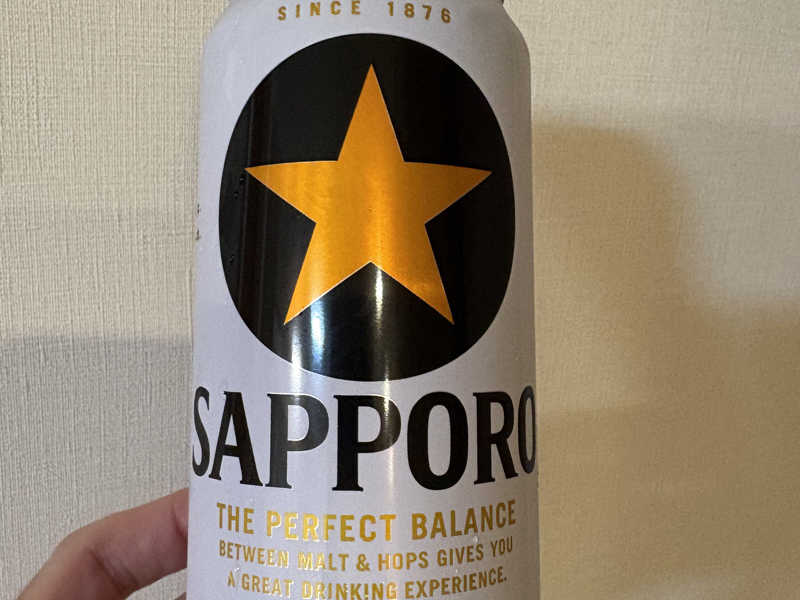 SINCE 1876
SAPPORO
THE PERFECT BALANCE
BETWEEN MALT & HOPS GIVES YOU
A GREAT DRINKING EXPERIENCE.